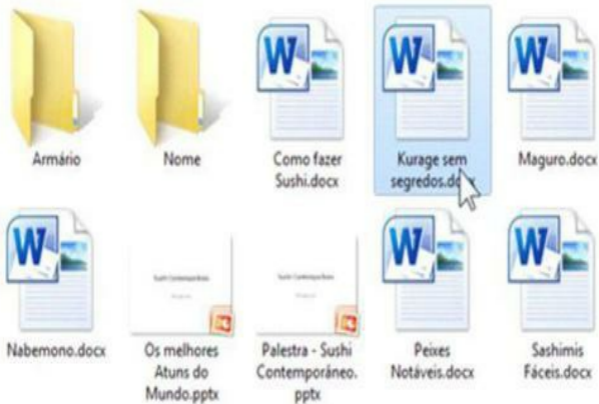 Armário
Nome
Como fazer
Sushi.docx
Kurage sem
segredos.docx
Maguro.docx
Nabemono.docx
Os melhores
Atuns do
Mundo.pptx
Palestra - Sushi
Contemporâneo.
pptx
Peixes
Notáveis.docx
Sashimis
Fáceis.docx